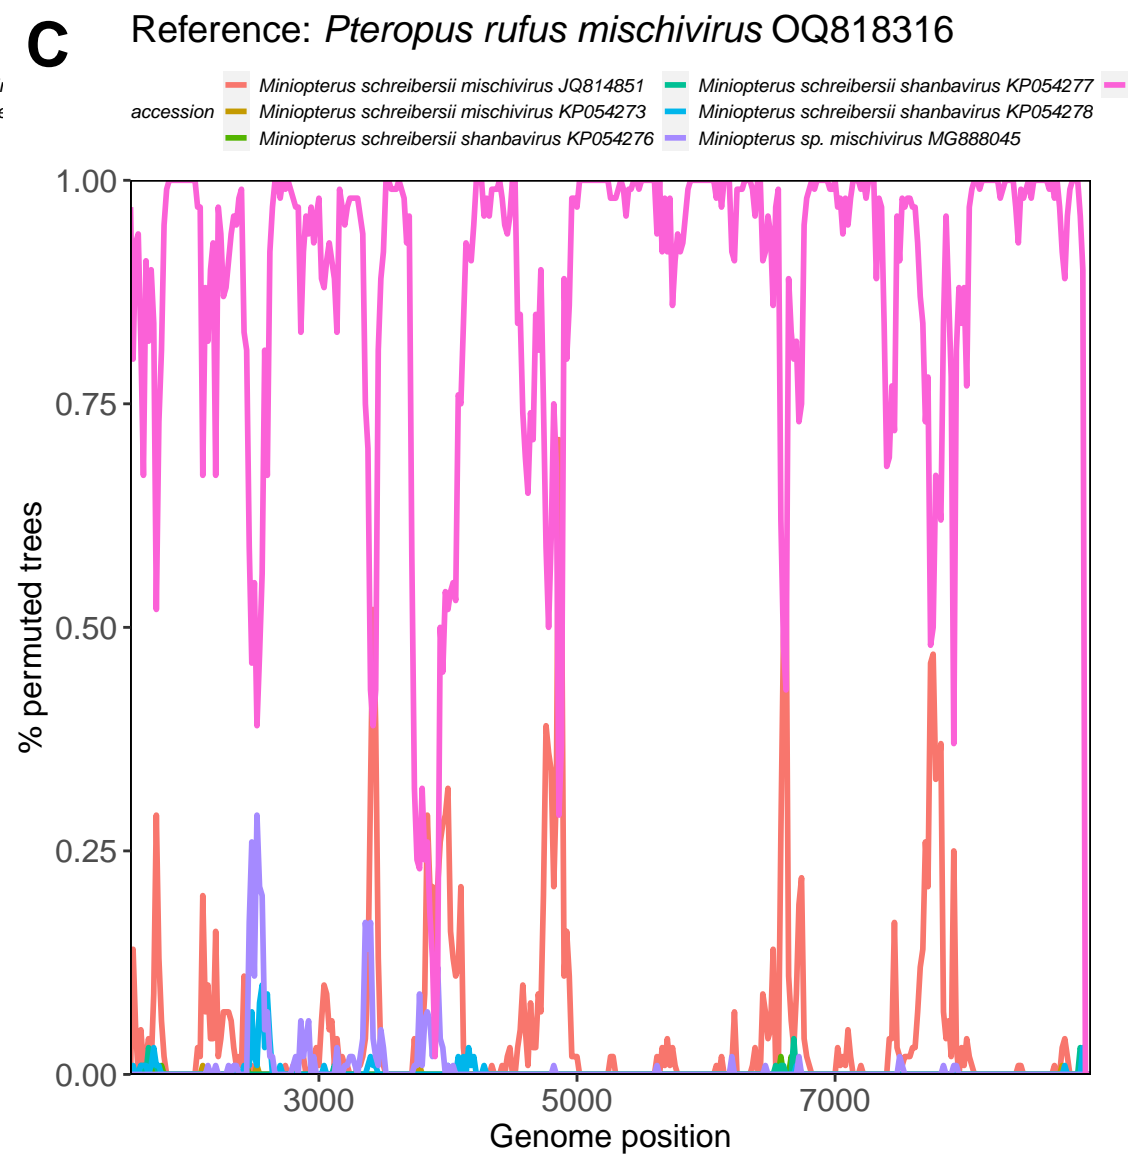 C
Reference: Pteropus rufus mischivirus OQ818316
accession
Miniopterus schreibersii mischivirus JQ814851
Miniopterus schreibersii mischivirus KP054273
Miniopterus schreibersii shanbavirus KP054276
Miniopterus schreibersii shanbavirus KP054277
Miniopterus schreibersii shanbavirus KP054278
Miniopterus sp. mischivirus MG888045
% permuted trees
1.00
0.75
0.50
0.25
0.00
3000 5000 7000
Genome position